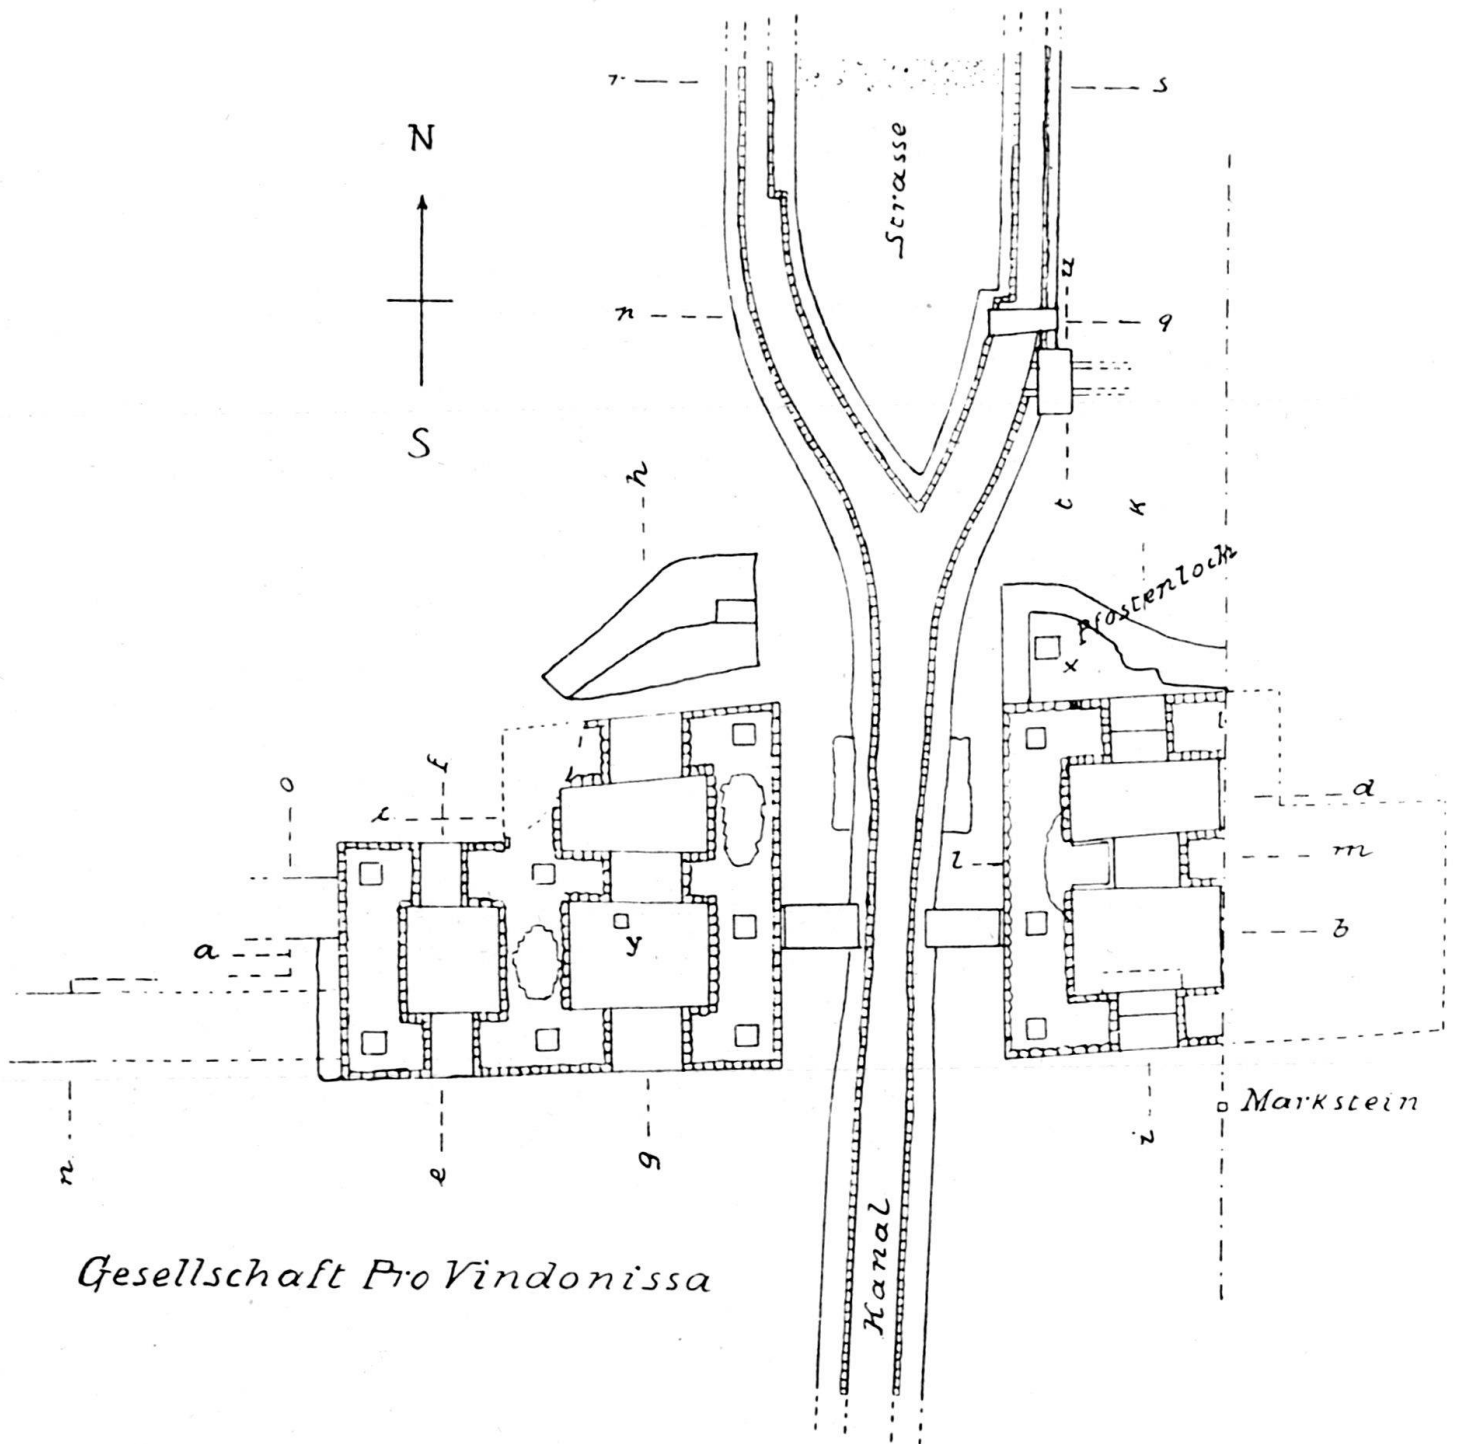 r
s
N
Strasse
u
n
q
S
h
t
k
Pfostenloch
x
f
o
c
d
l
m
y
a
b
Markstein
n
e
g
i
Kanal
Gesellschaft Pro Vindonissa